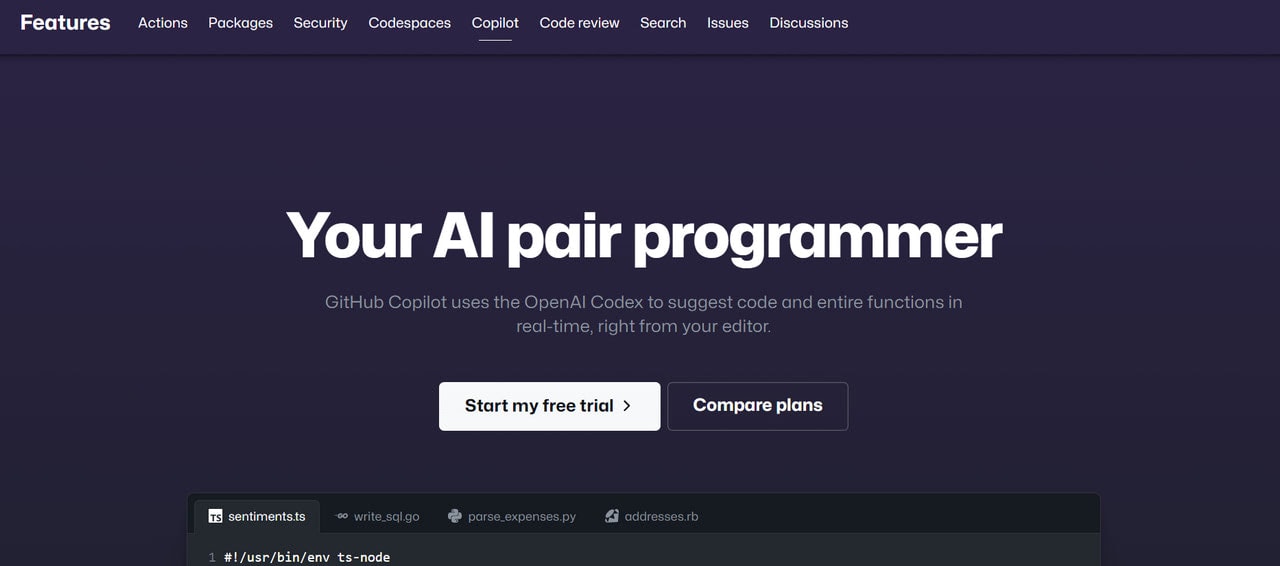 Features Actions Packages Security Codespaces Copilot Code review Search Issues Discussions
Your AI pair programmer
GitHub Copilot uses the OpenAI Codex to suggest code and entire functions in
real-time, right from your editor.
Start my free trial > Compare plans
TS sentiments.ts GO write_sql.go parse_expenses.py addresses.rb
1 #!/usr/bin/env ts-node